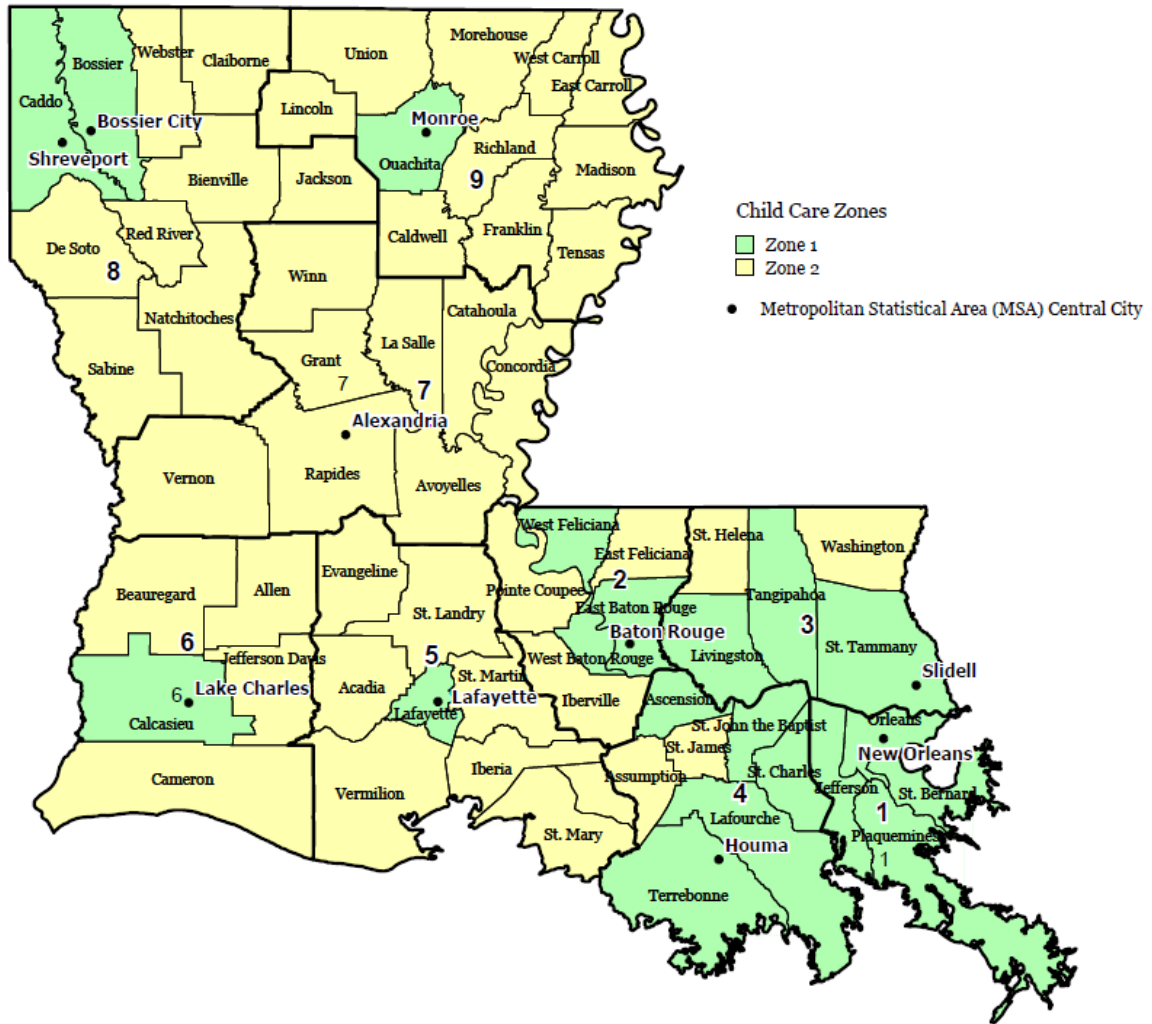 Morehouse
Webster
Union
Claiborne
West Carroll
Bossier
East Carroll
Caddo
Lincoln
Bossier City
Monroe
Shreveport
Richland
Ouachita
Madison
Bienville
Jackson
9
Child Care Zones
Zone 1
Zone 2
Metropolitan Statistical Area (MSA) Central City
De Soto
Red River
Caldwell
Franklin
Tensas
8
Winn
Natchitoches
Catahoula
La Salle
Sabine
Grant
Concordia
7
7
Alexandria
Vernon
Rapides
Avoyelles
West Feliciana
St. Helena
Washington
East Feliciana
Evangeline
2
Beauregard
Allen
Pointe Coupee
Tangipahoa
St. Landry
East Baton Rouge
3
Baton Rouge
6
St. Tammany
5
Jefferson Davis
West Baton Rouge
Livingston
Slidell
St. Martin
6
Lake Charles
Acadia
Lafayette
Iberville
Ascension
Lafayette
Calcasieu
Orleans
St. John the Baptist
St. James
New Orleans
Cameron
Iberia
Assumption
St. Charles
Vermilion
Jefferson
St. Bernard
4
1
Lafourche
St. Mary
Plaquemines
Houma
1
Terrebonne